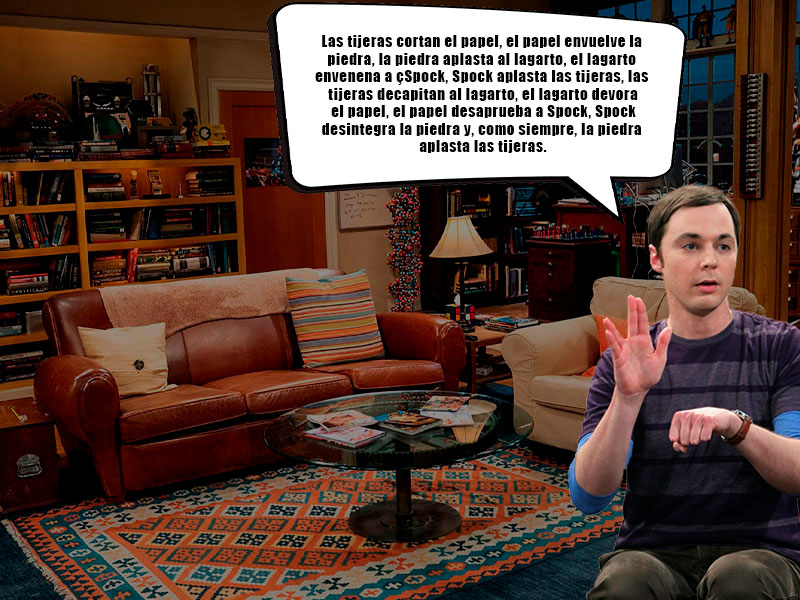 Las tijeras cortan el papel, el papel envuelve la
piedra, la piedra aplasta al lagarto, el lagarto
envenena a çSpock, Spock aplasta las tijeras, las
tijeras decapitan al lagarto, el lagarto devora
el papel, el papel desaprueba a Spock, Spock
desintegra la piedra y, como siempre, la piedra
aplasta las tijeras.